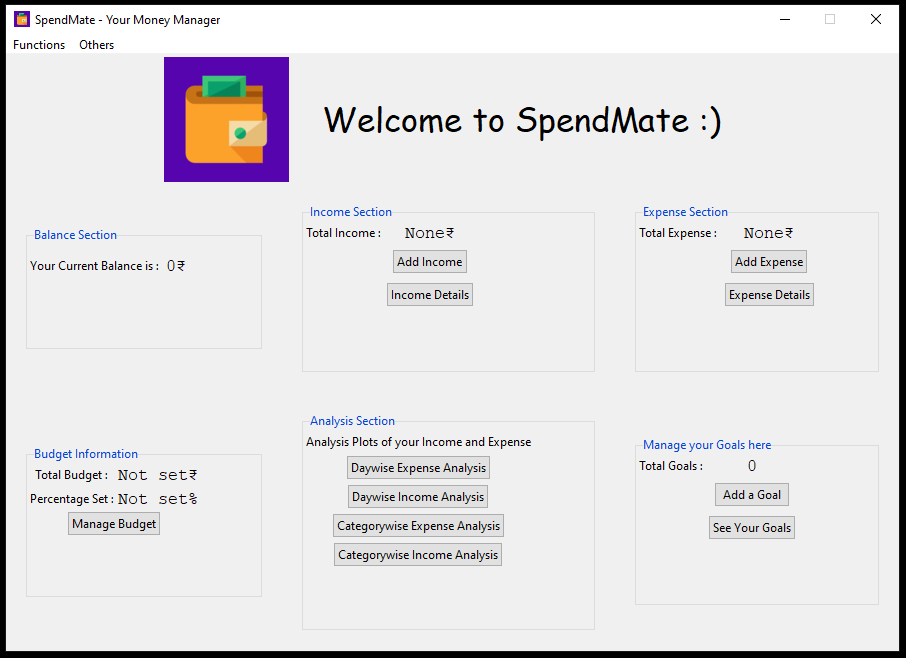 SpendMate - Your Money Manager
Functions Others
Welcome to SpendMate :)
Balance Section
Your Current Balance is : 0₹
Income Section
Total Income : None₹
Add Income
Income Details
Expense Section
Total Expense : None₹
Add Expense
Expense Details
Budget Information
Total Budget : Not set₹
Percentage Set : Not set%
Manage Budget
Analysis Section
Analysis Plots of your Income and Expense
Daywise Expense Analysis
Daywise Income Analysis
Categorywise Expense Analysis
Categorywise Income Analysis
Manage your Goals here
Total Goals : 0
Add a Goal
See Your Goals